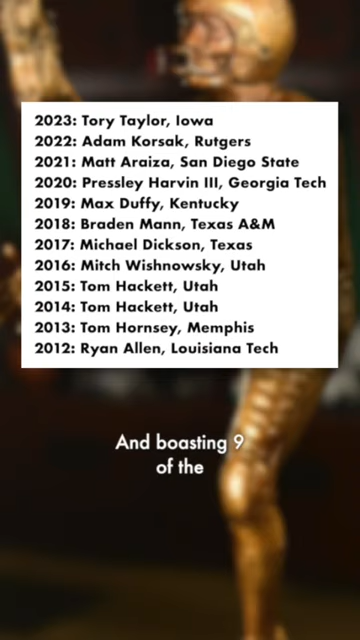 2023: Tory Taylor, Iowa
2022: Adam Korsak, Rutgers
2021: Matt Araiza, San Diego State
2020: Pressley Harvin III, Georgia Tech
2019: Max Duffy, Kentucky
2018: Braden Mann, Texas A&M
2017: Michael Dickson, Texas
2016: Mitch Wishnowsky, Utah
2015: Tom Hackett, Utah
2014: Tom Hackett, Utah
2013: Tom Hornsey, Memphis
2012: Ryan Allen, Louisiana Tech
And boasting 9
of the